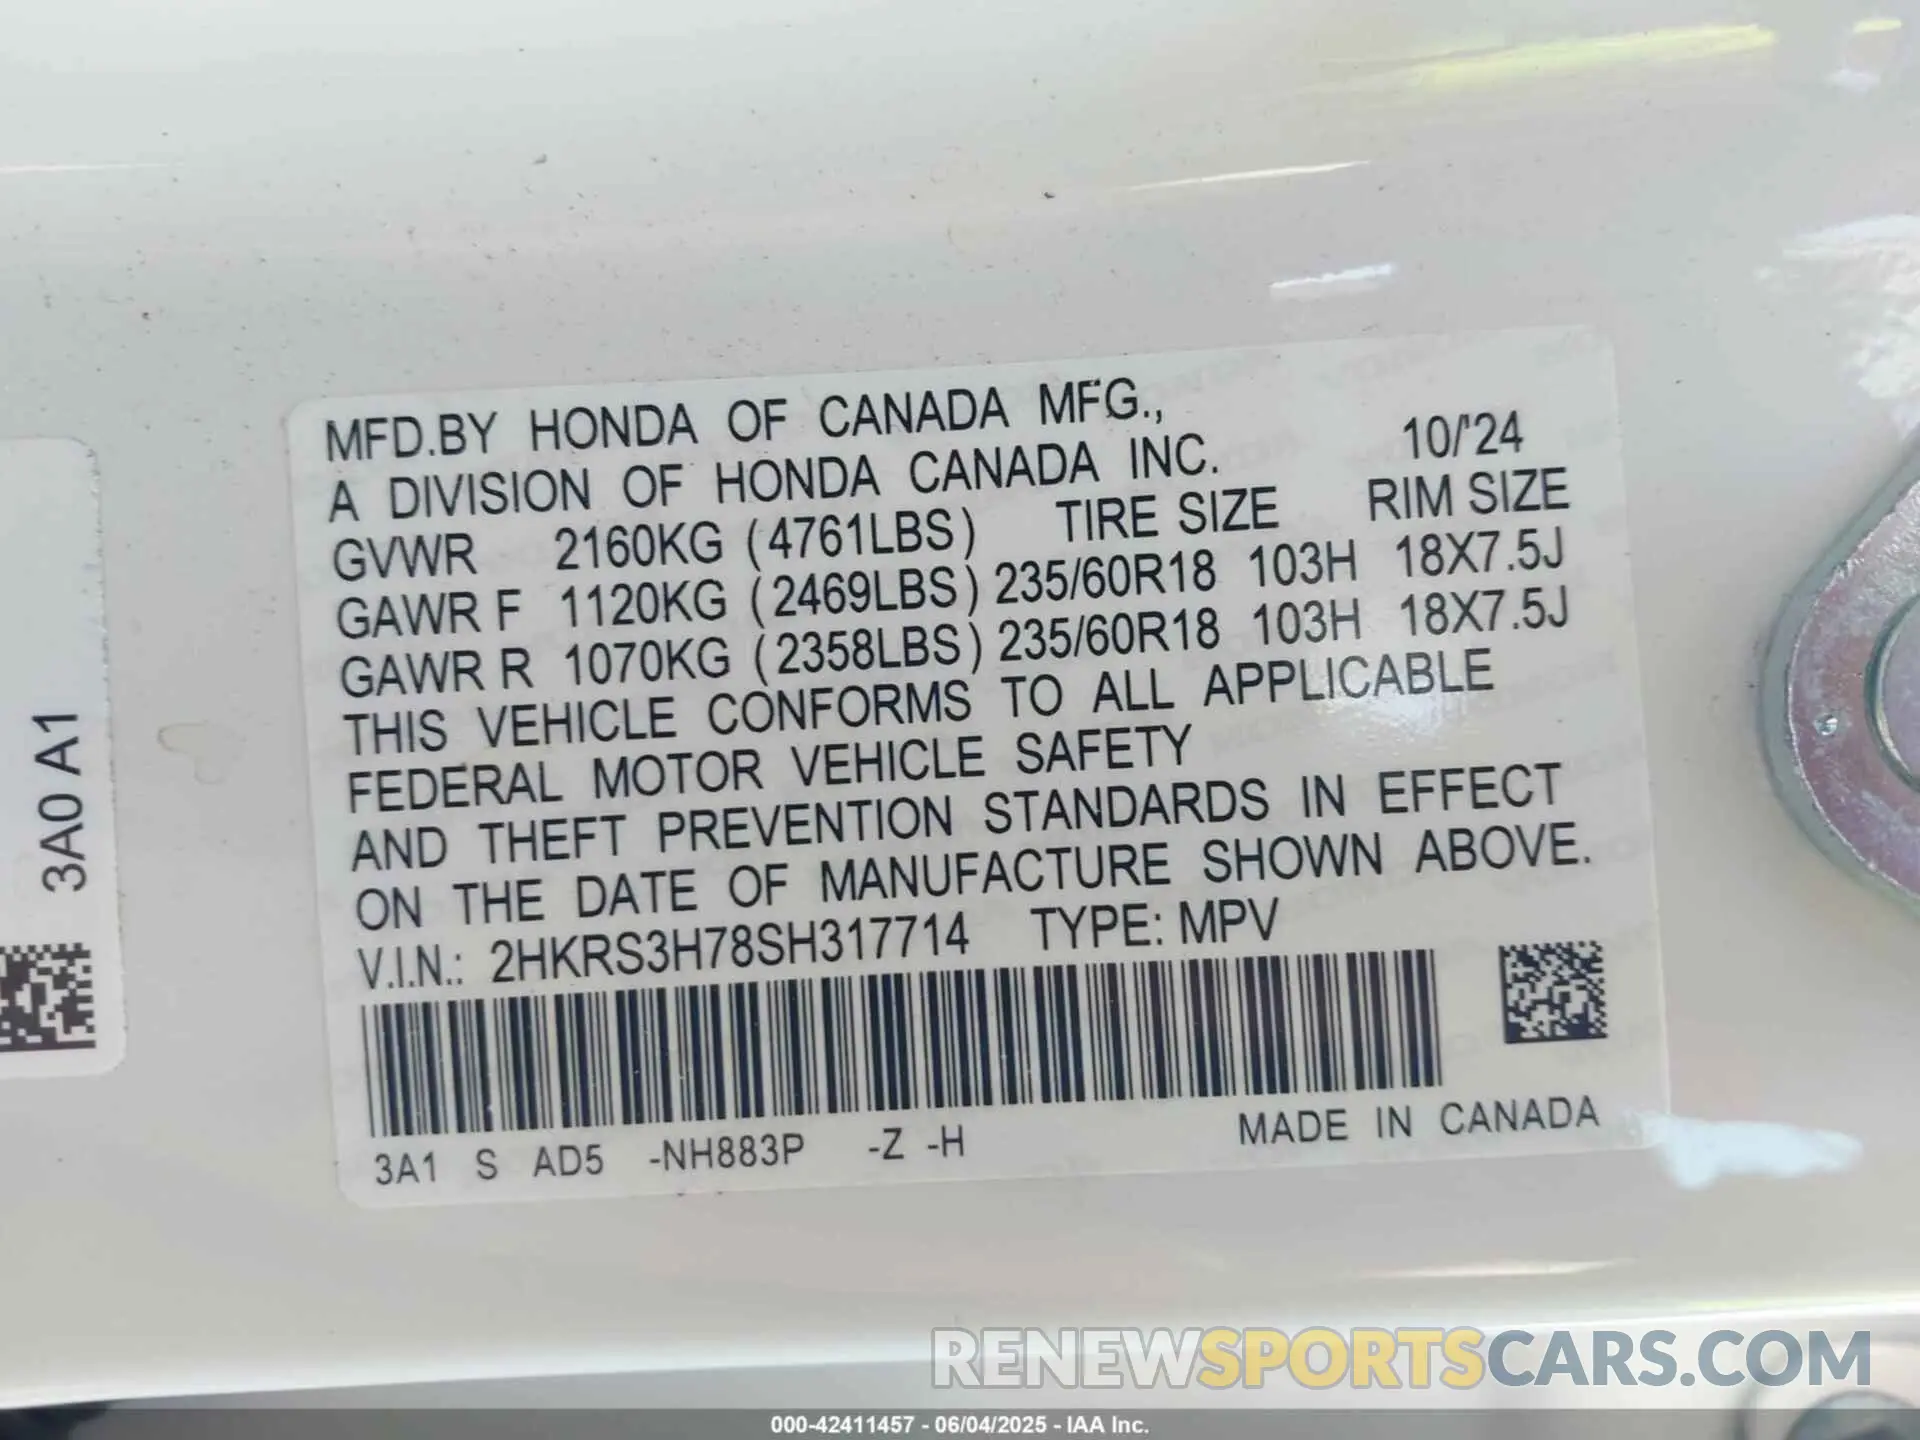 MFD.BY HONDA OF CANADA MFG.,
A DIVISION OF HONDA CANADA INC. 10/'24
GVWR 2160KG (4761LBS) TIRE SIZE RIM SIZE
GAWR F 1120KG (2469LBS) 235/60R18 103H 18X7.5J
GAWR R 1070KG (2358LBS) 235/60R18 103H 18X7.5J
THIS VEHICLE CONFORMS TO ALL APPLICABLE
FEDERAL MOTOR VEHICLE SAFETY
AND THEFT PREVENTION STANDARDS IN EFFECT
ON THE DATE OF MANUFACTURE SHOWN ABOVE.
V.I.N.: 2HKRS3H78SH317714 TYPE: MPV
3A1 S AD5 -NH883P -Z -H MADE IN CANADA
3A0 A1
RENEWSPORTSCARS.COM
000-42411457 - 06/04/2025 - IAA Inc.